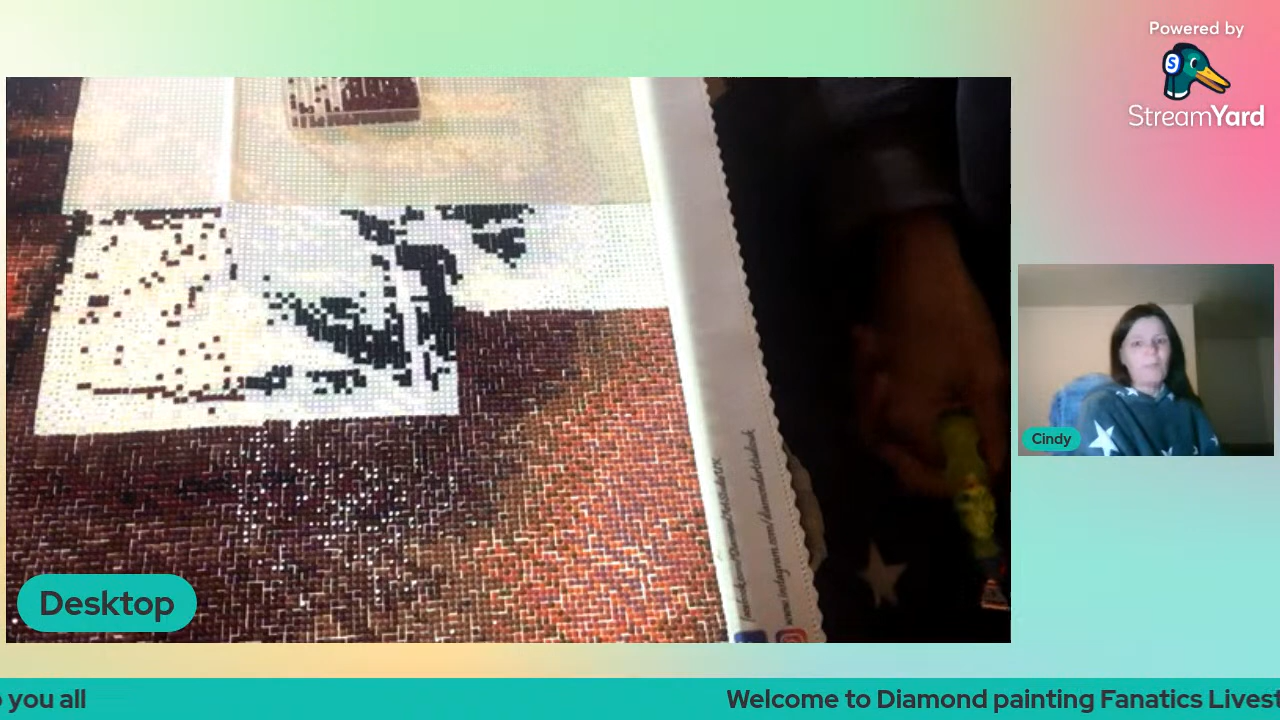 Powered by
S
StreamYard
Cindy
Desktop
you all
Welcome to Diamond painting Fanatics Livest